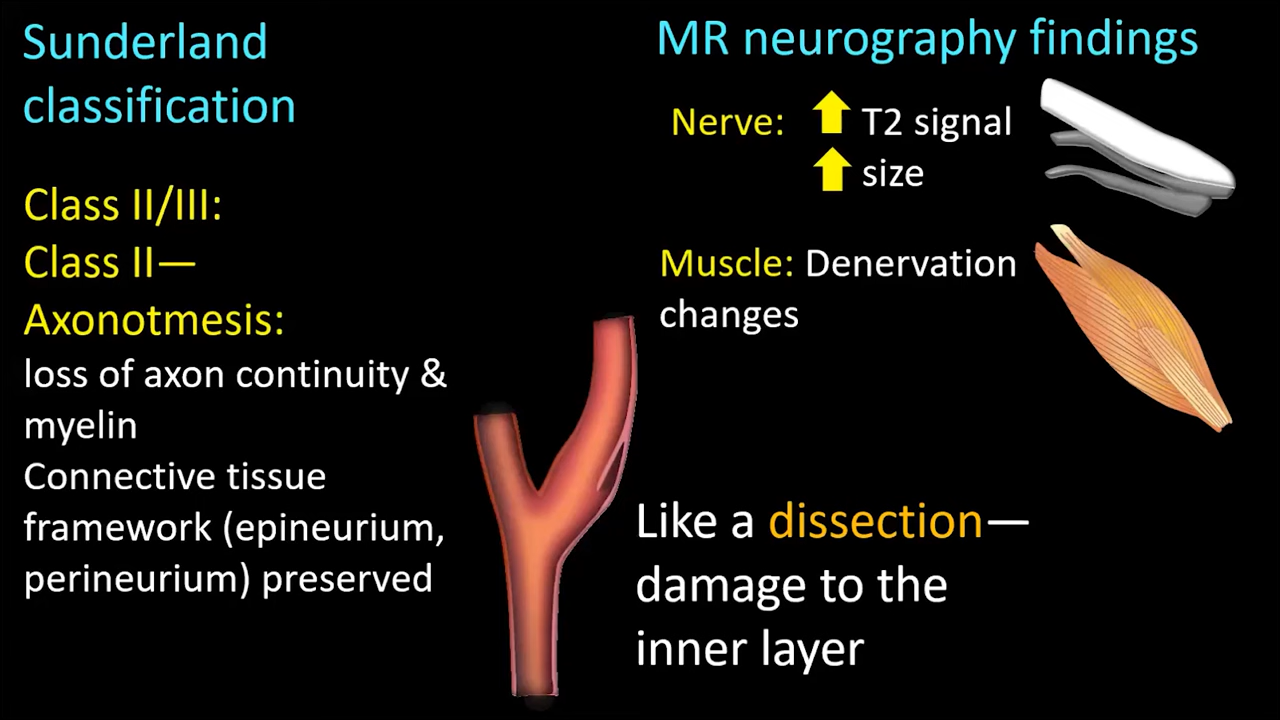 Sunderland
classification
Class II/III:
Class II—
Axonotmesis:
loss of axon continuity &
myelin
Connective tissue
framework (epineurium,
perineurium) preserved
MR neurography findings
Nerve: T2 signal
size
Muscle: Denervation
changes
Like a dissection—
damage to the
inner layer